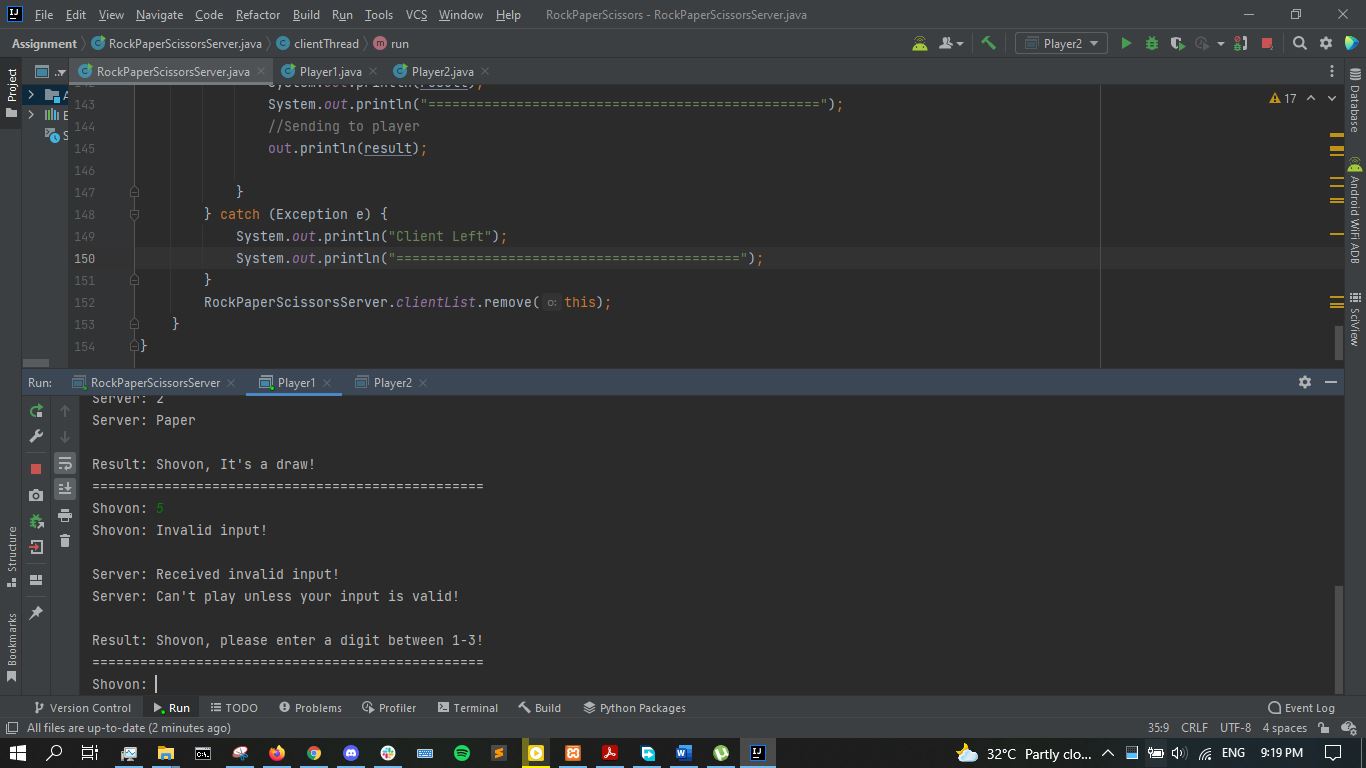 File Edit View Navigate Code Refactor Build Run Tools VCS Window Help RockPaperScissors - RockPaperScissorsServer.java
Assignment RockPaperScissorsServer.java clientThread m run Player2
Project .. RockPaperScissorsServer.java Player1.java Player2.java
142 System.out.println(result);
143 System.out.println("=================================================");
144 //Sending to player
145 out.println(result);
146
147 }
148 } catch (Exception e) {
149 System.out.println("Client Left");
150 System.out.println("===========================================");
151 }
152 RockPaperScissorsServer.clientList.remove( o: this);
153 }
154 }
17
Database
Android WiFi ADB
SciView
Run: RockPaperScissorsServer Player1 Player2
Server: 2
Server: Paper
Result: Shovon, It's a draw!
=================================================
Shovon: 5
Shovon: Invalid input!
Server: Received invalid input!
Server: Can't play unless your input is valid!
Result: Shovon, please enter a digit between 1-3!
=================================================
Shovon:
Structure
Bookmarks
Version Control Run TODO Problems Profiler Terminal Build Python Packages Event Log
All files are up-to-date (2 minutes ago) 35:9 CRLF UTF-8 4 spaces
32°C Partly clo... ENG 9:19 PM